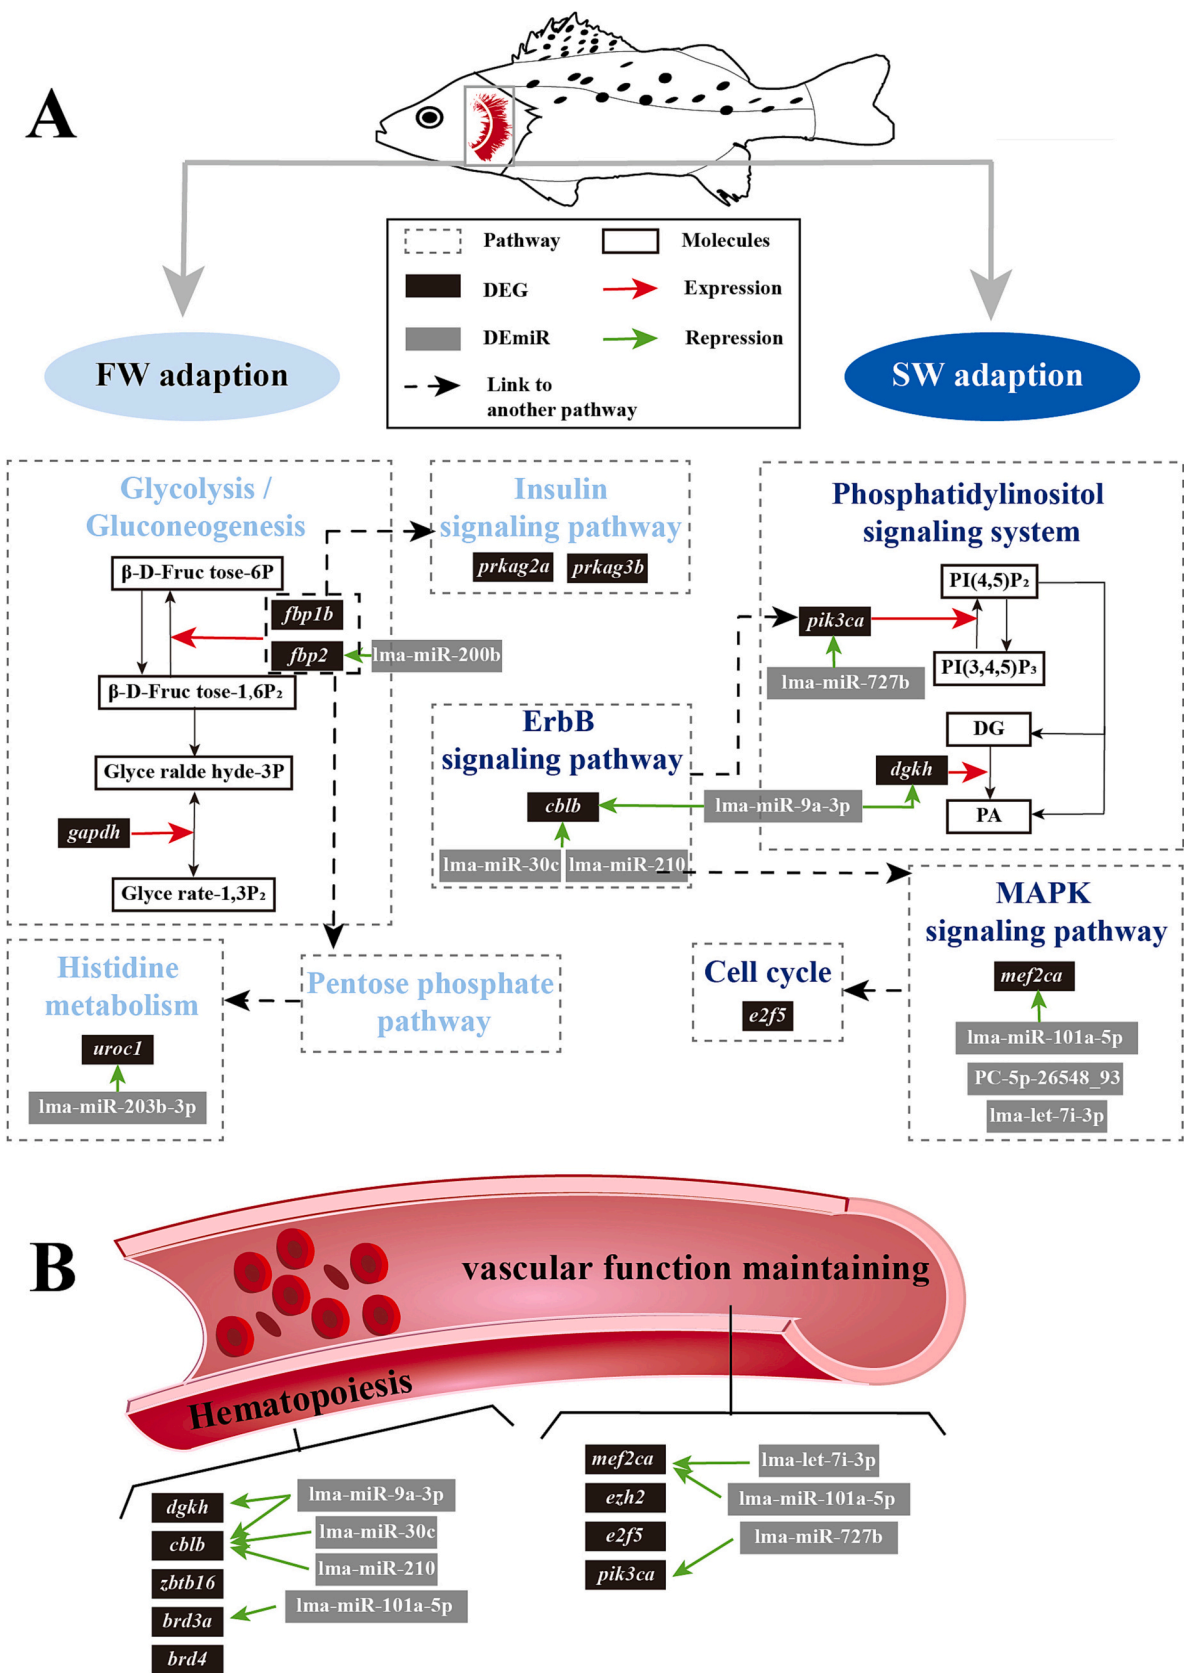 A
Pathway
Molecules
DEG
Expression
DEmiR
Repression
Link to
another pathway
FW adaption
SW adaption
Glycolysis /
Gluconeogenesis
β-D-Fruc tose-6P
fbp1b
fbp2
lma-miR-200b
β-D-Fruc tose-1,6P₂
Glyce ralde hyde-3P
gapdh
Glyce rate-1,3P₂
Insulin
signaling pathway
prkag2a
prkag3b
Phosphatidylinositol
signaling system
PI(4,5)P₂
pik3ca
PI(3,4,5)P₃
lma-miR-727b
DG
dgkh
PA
ErbB
signaling pathway
cblb
lma-miR-9a-3p
lma-miR-30c
lma-miR-210
MAPK
signaling pathway
mef2ca
lma-miR-101a-5p
PC-5p-26548_93
lma-let-7i-3p
Cell cycle
e2f5
Histidine
metabolism
uroc1
lma-miR-203b-3p
Pentose phosphate
pathway
B
vascular function maintaining
Hematopoiesis
dgkh
lma-miR-9a-3p
cblb
lma-miR-30c
zbtb16
lma-miR-210
brd3a
lma-miR-101a-5p
brd4
mef2ca
lma-let-7i-3p
ezh2
lma-miR-101a-5p
e2f5
lma-miR-727b
pik3ca